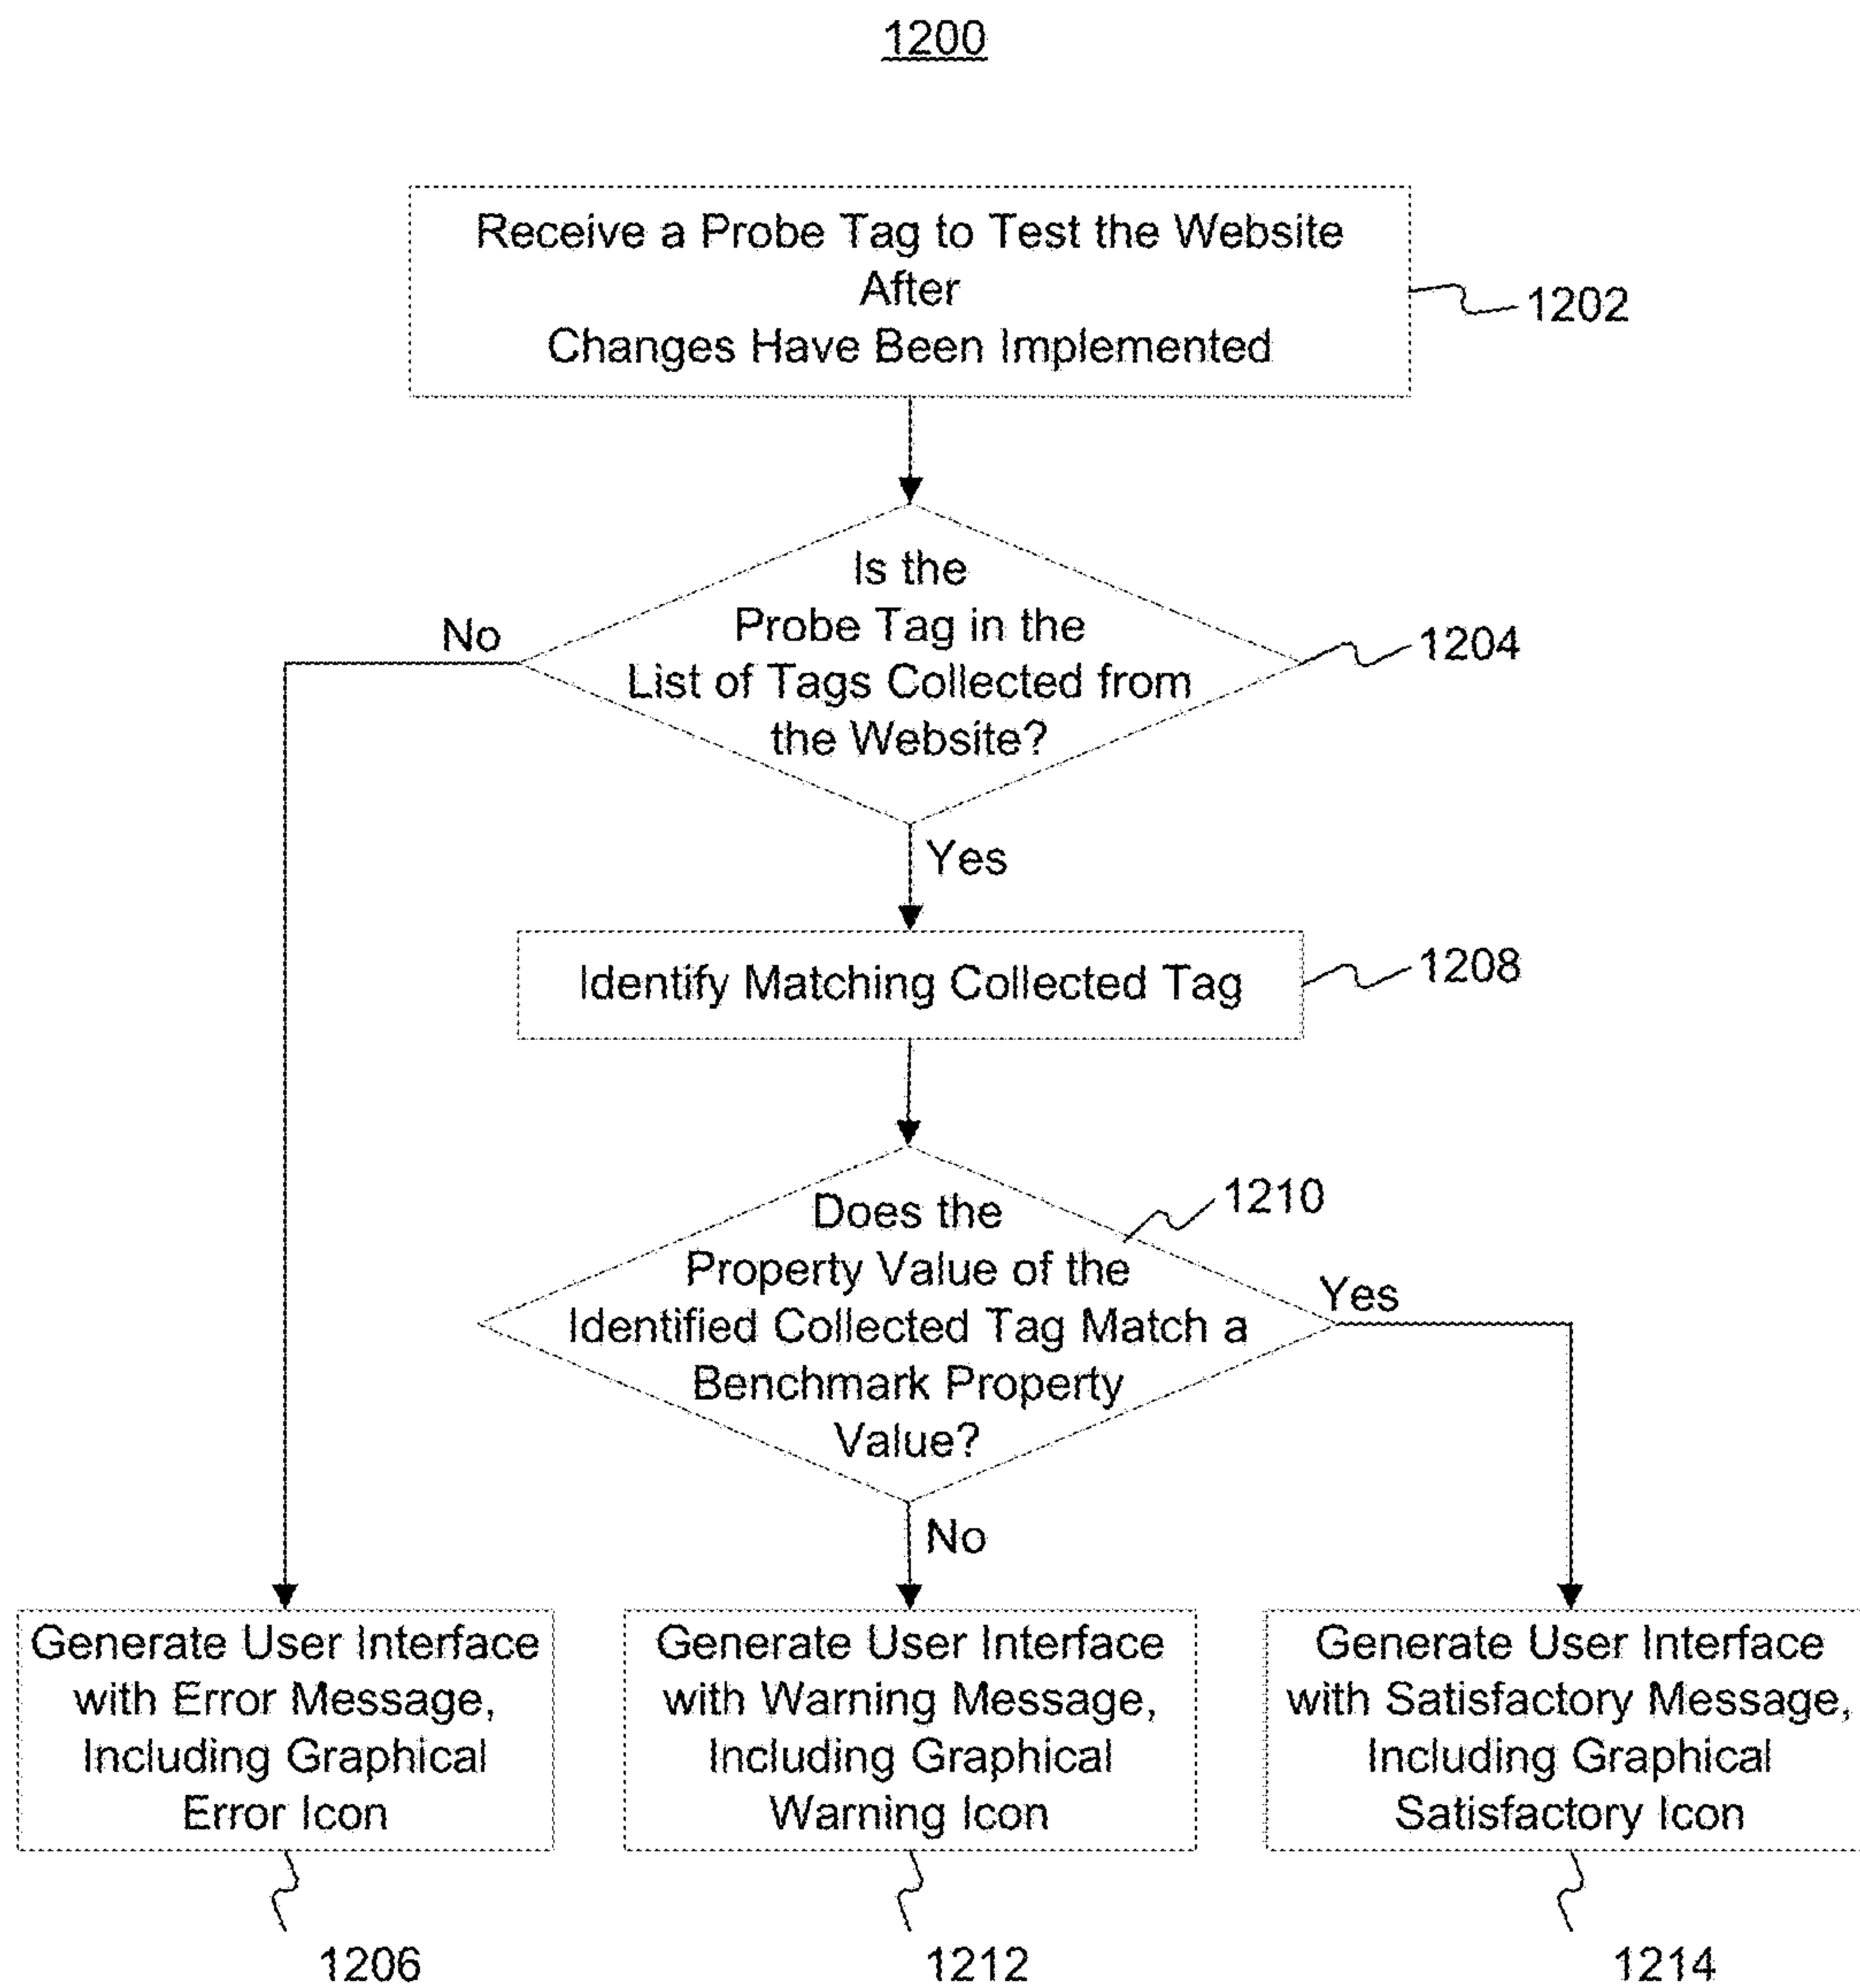 1200
Receive a Probe Tag to Test the Website
After
Changes Have Been Implemented
1202
Is the
Probe Tag in the
List of Tags Collected from
the Website?
No
1204
Yes
Identify Matching Collected Tag
1208
Does the
Property Value of the
Identified Collected Tag Match a
Benchmark Property
Value?
1210
Yes
No
Generate User Interface
with Error Message,
Including Graphical
Error Icon
Generate User Interface
with Warning Message,
Including Graphical
Warning Icon
Generate User Interface
with Satisfactory Message,
Including Graphical
Satisfactory Icon
1206
1212
1214